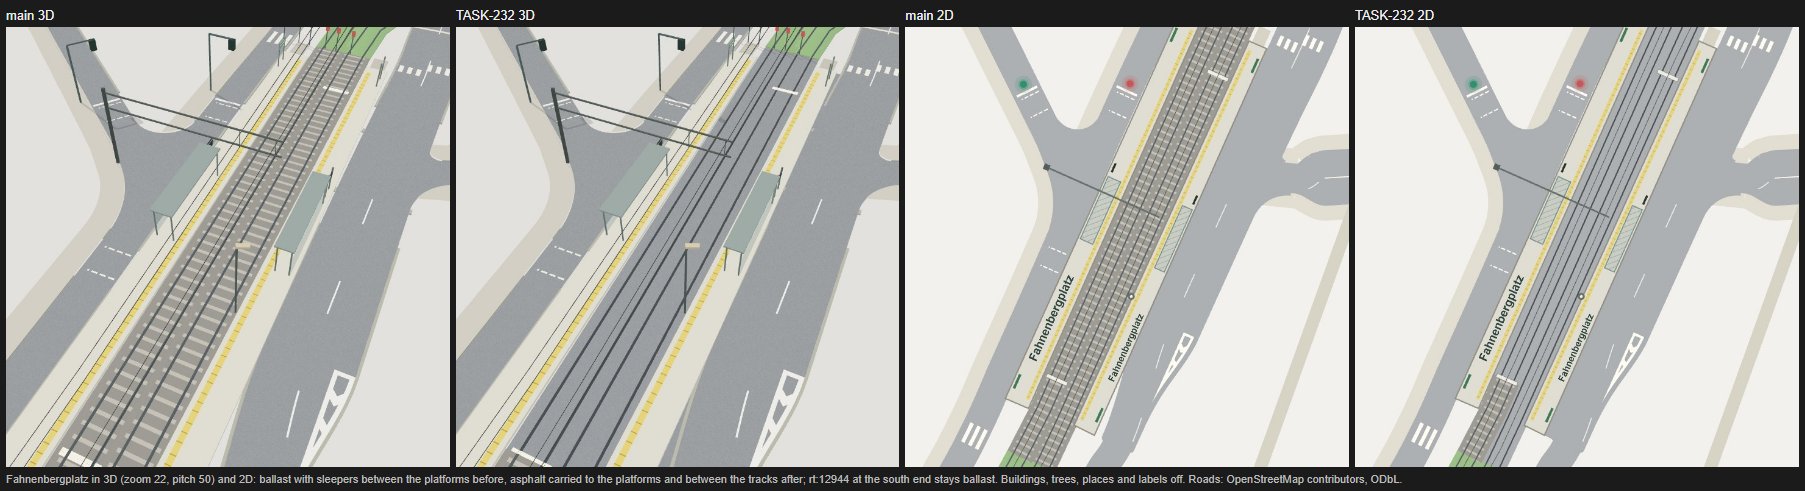 main 3D
TASK-232 3D
main 2D
TASK-232 2D
Fahnenbergplatz
Fahnenbergplatz
Fahnenbergplatz
Fahnenbergplatz
Fahnenbergplatz in 3D (zoom 22, pitch 50) and 2D: ballast with sleepers between the platforms before, asphalt carried to the platforms and between the tracks after; rt:12944 at the south end stays ballast. Buildings, trees, places and labels off. Roads: OpenStreetMap contributors, ODbL.